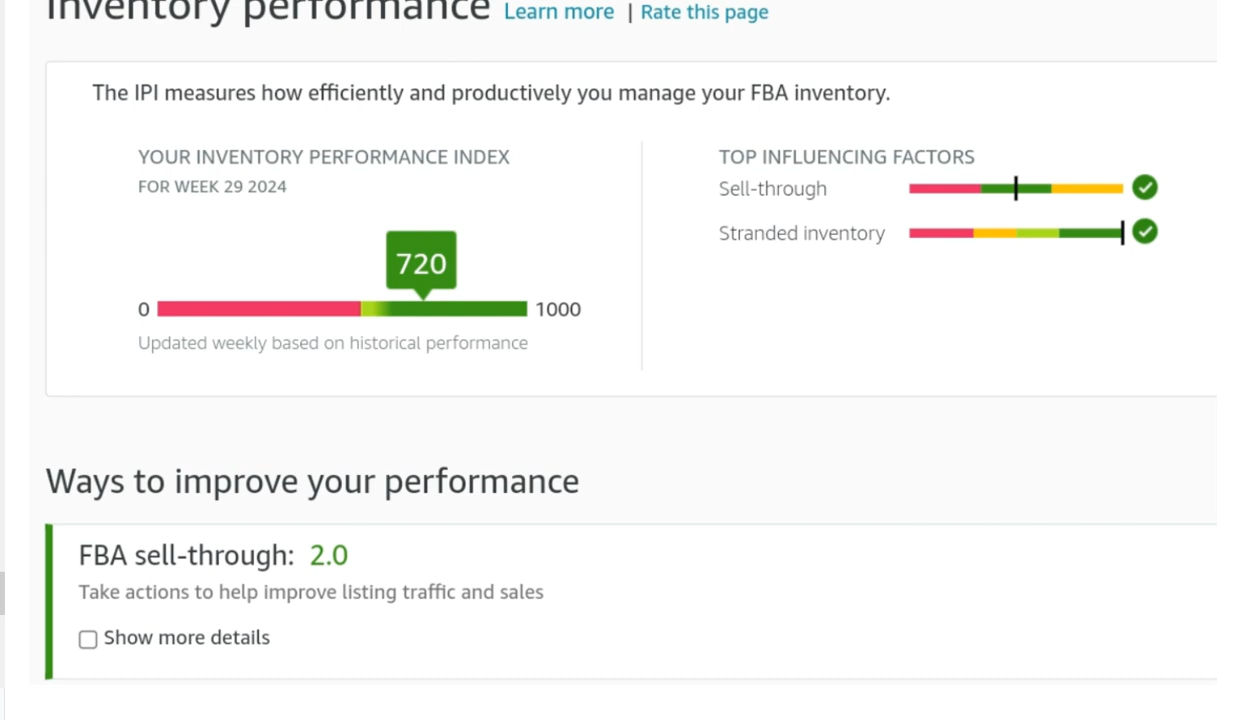 Inventory performance Learn more | Rate this page
The IPI measures how efficiently and productively you manage your FBA inventory.
YOUR INVENTORY PERFORMANCE INDEX
FOR WEEK 29 2024
720
0 1000
Updated weekly based on historical performance
TOP INFLUENCING FACTORS
Sell-through
Stranded inventory
Ways to improve your performance
FBA sell-through: 2.0
Take actions to help improve listing traffic and sales
Show more details